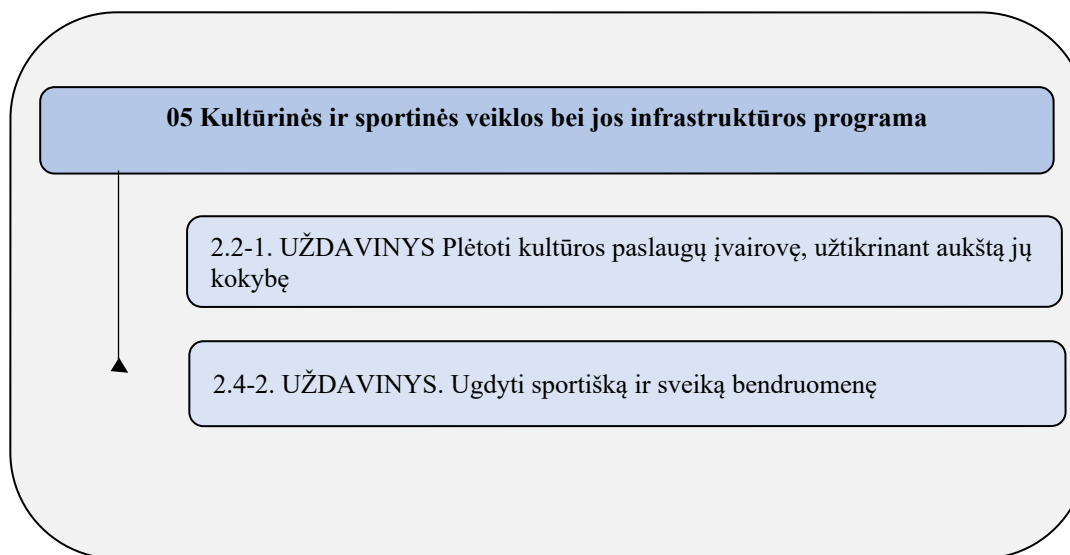 05 Kultūrinės ir sportinės veiklos bei jos infrastruktūros programa
2.2-1. UŽDAVINYS Plėtoti kultūros paslaugų įvairovę, užtikrinant aukštą jų
kokybę
2.4-2. UŽDAVINYS. Ugdyti sportišką ir sveiką bendruomenę